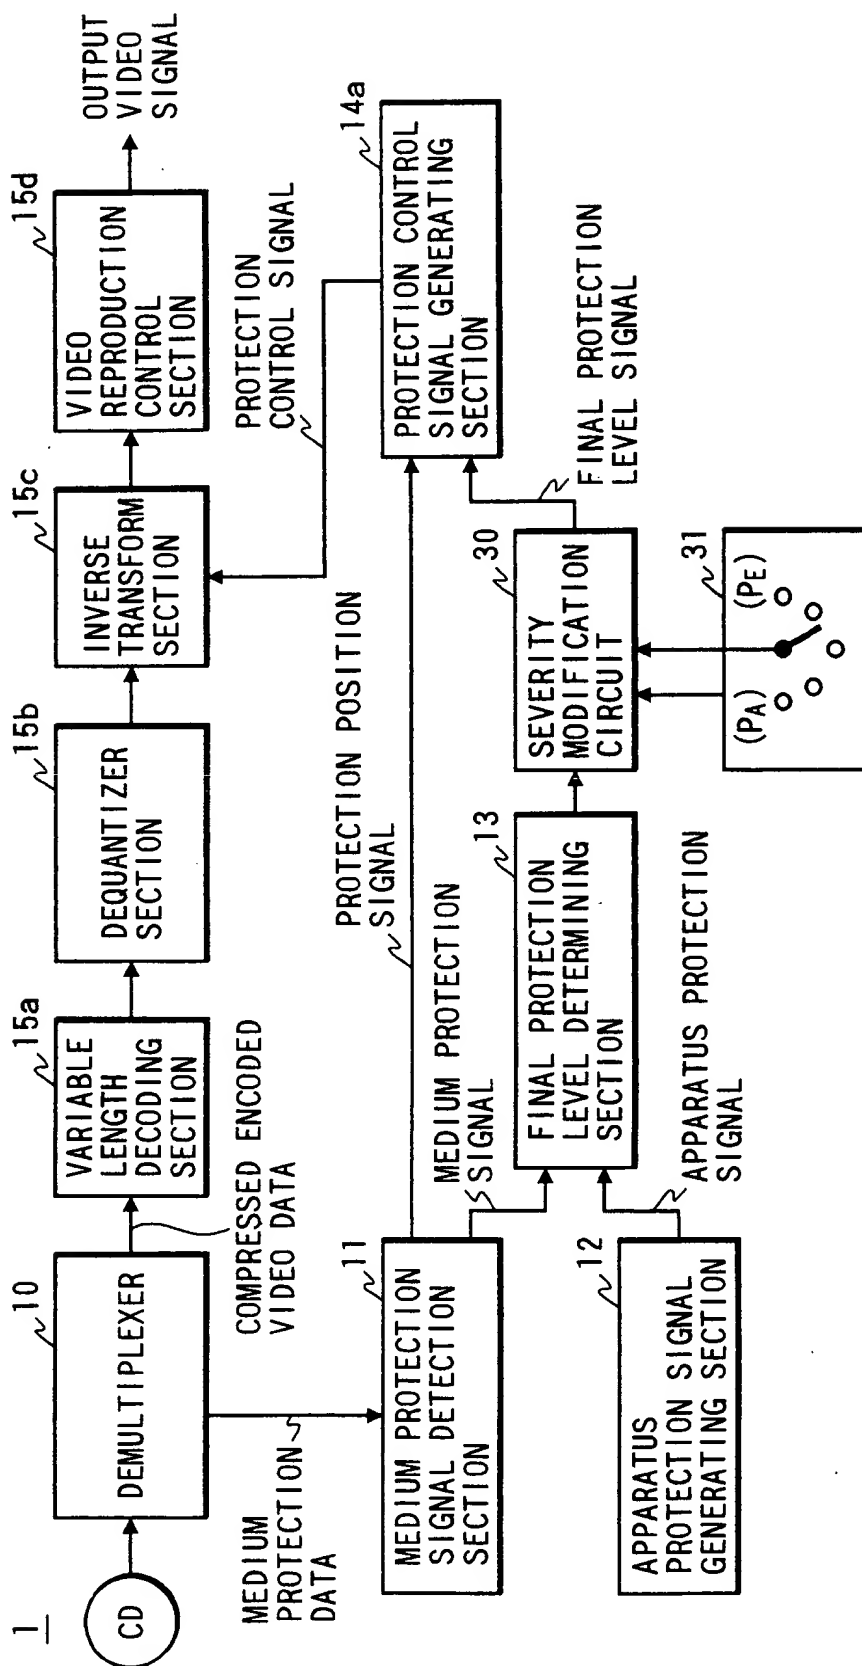 1
CD
10
DEMULTIPLEXER
COMPRESSED ENCODED
VIDEO DATA
15a
VARIABLE
LENGTH
DECODING
SECTION
15b
DEQUANTIZER
SECTION
15c
INVERSE
TRANSFORM
SECTION
15d
VIDEO
REPRODUCTION
CONTROL
SECTION
OUTPUT
VIDEO
SIGNAL
MEDIUM
PROTECTION
DATA
11
MEDIUM PROTECTION
SIGNAL DETECTION
SECTION
PROTECTION POSITION
SIGNAL
PROTECTION
CONTROL SIGNAL
14a
PROTECTION CONTROL
SIGNAL GENERATING
SECTION
MEDIUM PROTECTION
SIGNAL
13
FINAL PROTECTION
LEVEL DETERMINING
SECTION
30
SEVERITY
MODIFICATION
CIRCUIT
FINAL PROTECTION
LEVEL SIGNAL
12
APPARATUS
PROTECTION SIGNAL
GENERATING SECTION
APPARATUS PROTECTION
SIGNAL
31
(PA)
(PE)